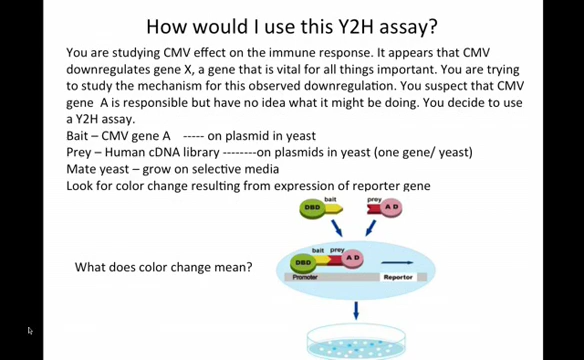 How would I use this Y2H assay?
You are studying CMV effect on the immune response. It appears that CMV
downregulates gene X, a gene that is vital for all things important. You are trying
to study the mechanism for this observed downregulation. You suspect that CMV
gene  A is responsible but have no idea what it might be doing. You decide to use
a Y2H assay.
Bait – CMV gene A   ----- on plasmid in yeast
Prey – Human cDNA library --------on plasmids in yeast (one gene/ yeast)
Mate yeast – grow on selective media
Look for color change resulting from expression of reporter gene
bait prey
DBD AD
bait prey
DBD AD
What does color change mean?
Promoter Reportor